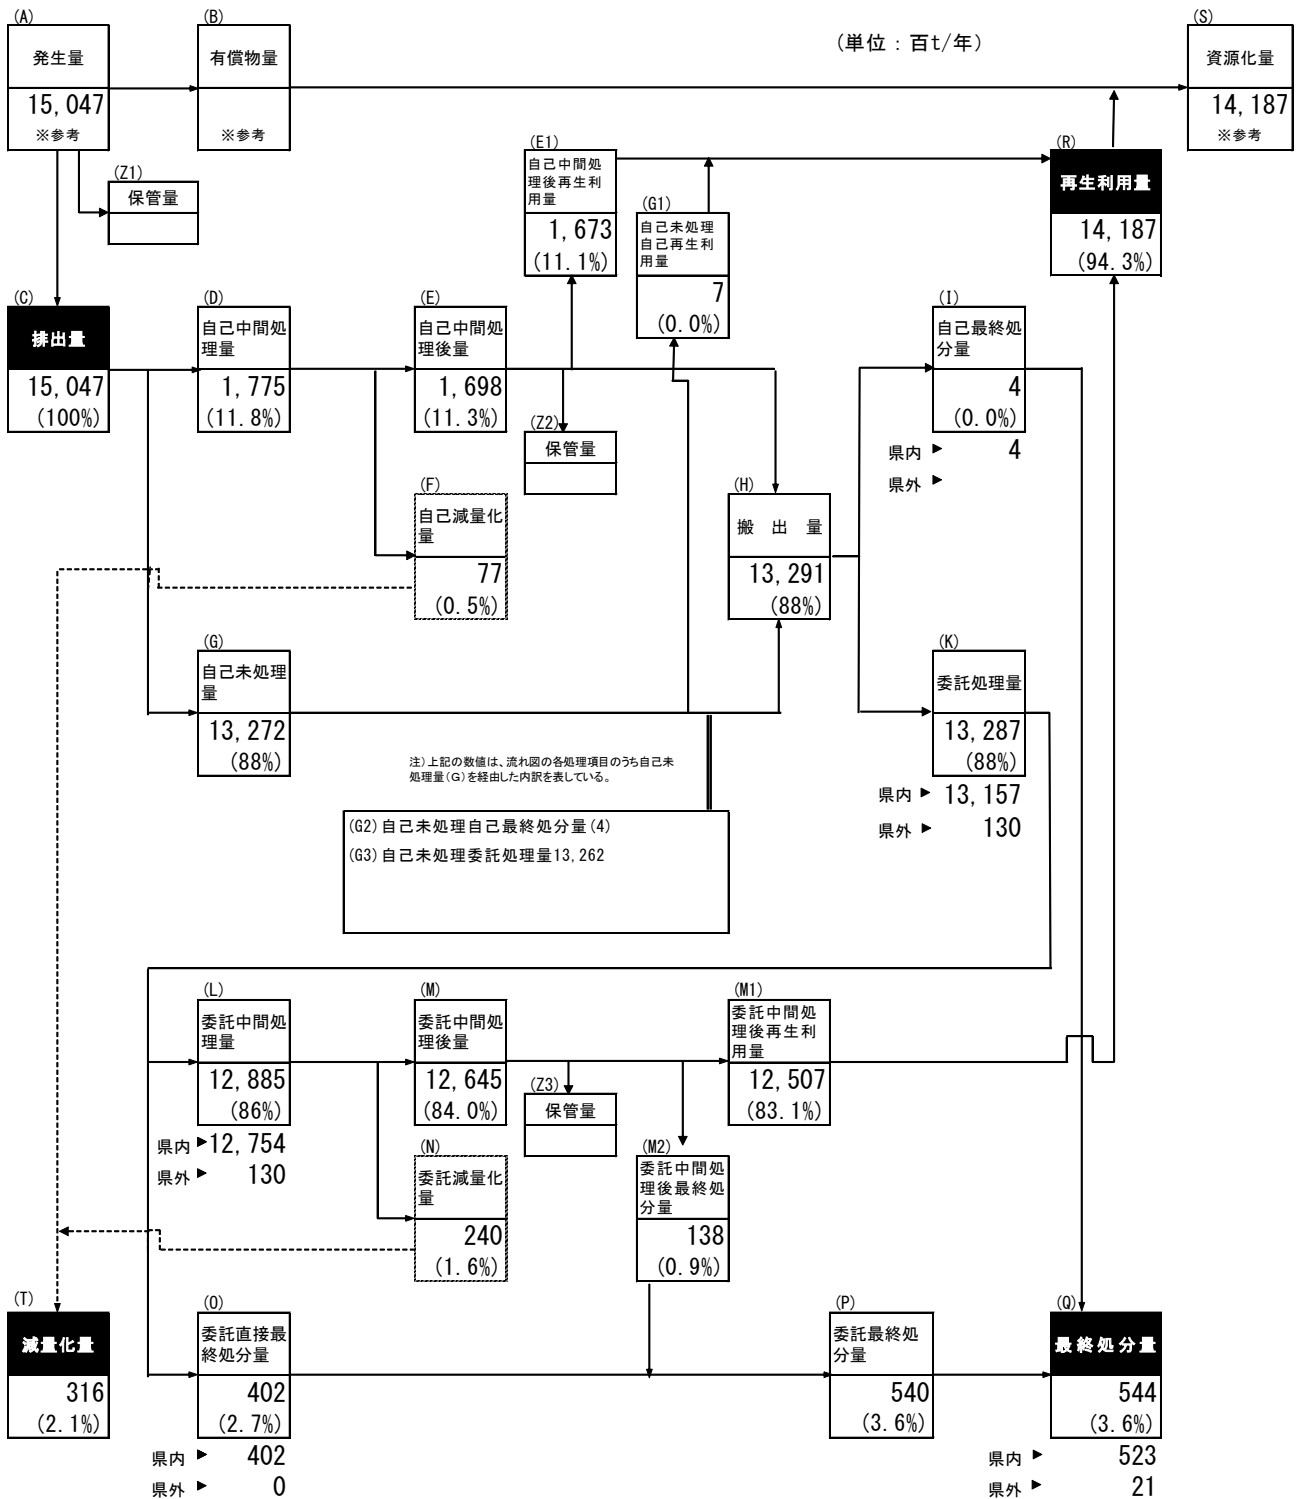 (A)
発生量
15,047
※参考
(B)
有償物量
※参考
(単位：百t/年)
(S)
資源化量
14,187
※参考
(Z1)
保管量
(E1)
自己中間処
理後再生利
用量
1,673
(11.1%)
(G1)
自己未処理
自己再生利
用量
7
(0.0%)
(R)
再生利用量
14,187
(94.3%)
(C)
排出量
15,047
(100%)
(D)
自己中間処
理量
1,775
(11.8%)
(E)
自己中間処
理後量
1,698
(11.3%)
(Z2)
保管量
(I)
自己最終処
分量
4
(0.0%)
県内 ▶ 4
県外 ▶
(F)
自己減量化
量
77
(0.5%)
(H)
搬 出 量
13,291
(88%)
(G)
自己未処理
量
13,272
(88%)
(K)
委託処理量
13,287
(88%)
県内 ▶ 13,157
県外 ▶ 130
注)上記の数値は、流れ図の各処理項目のうち自己未
処理量(G)を経由した内訳を表している。
(G2)自己未処理自己最終処分量(4)
(G3)自己未処理委託処理量13,262
(L)
委託中間処
理量
12,885
(86%)
県内 ▶ 12,754
県外 ▶ 130
(M)
委託中間処
理後量
12,645
(84.0%)
(Z3)
保管量
(M1)
委託中間処
理後再生利
用量
12,507
(83.1%)
(N)
委託減量化
量
240
(1.6%)
(M2)
委託中間処
理後最終処
分量
138
(0.9%)
(T)
減量化量
316
(2.1%)
(O)
委託直接最
終処分量
402
(2.7%)
県内 ▶ 402
県外 ▶ 0
(P)
委託最終処
分量
540
(3.6%)
(Q)
最終処分量
544
(3.6%)
県内 ▶ 523
県外 ▶ 21